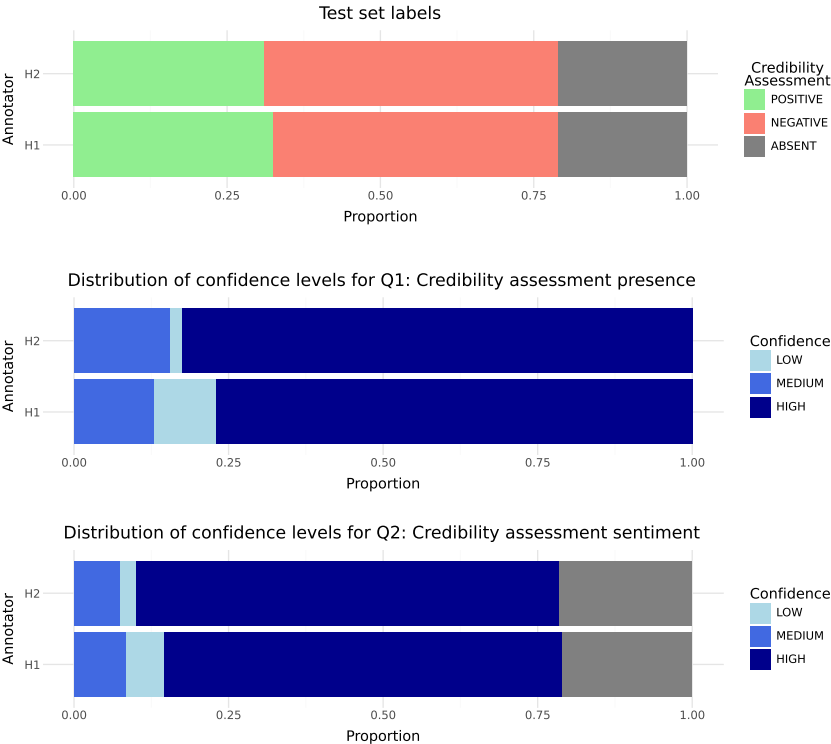 Test set labels
Annotator
H2
H1
0.00 0.25 0.50 0.75 1.00
Proportion
Credibility
Assessment
POSITIVE
NEGATIVE
ABSENT
Distribution of confidence levels for Q1: Credibility assessment presence
Annotator
H2
H1
0.00 0.25 0.50 0.75 1.00
Proportion
Confidence
LOW
MEDIUM
HIGH
Distribution of confidence levels for Q2: Credibility assessment sentiment
Annotator
H2
H1
0.00 0.25 0.50 0.75 1.00
Proportion
Confidence
LOW
MEDIUM
HIGH